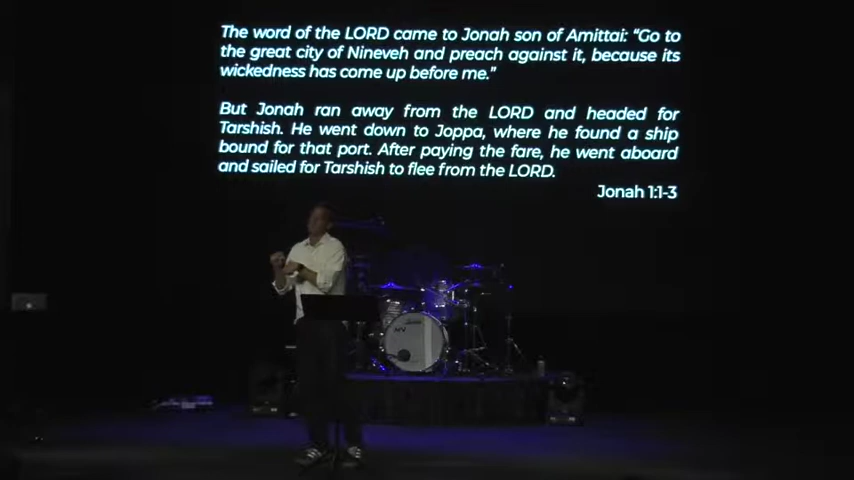 The word of the LORD came to Jonah son of Amittai: "Go to
the great city of Nineveh and preach against it, because its
wickedness has come up before me."
But Jonah ran away from the LORD and headed for
Tarshish. He went down to Joppa, where he found a ship
bound for that port. After paying the fare, he went aboard
and sailed for Tarshish to flee from the LORD.
Jonah 1:1-3